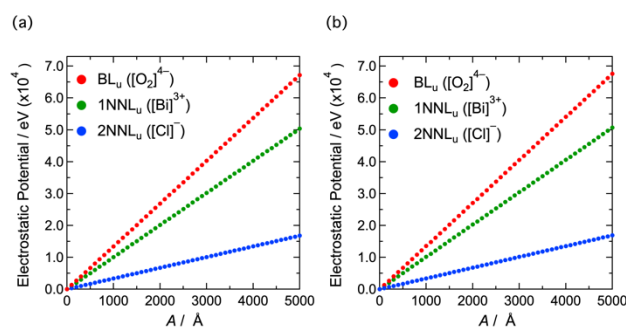 (a)
Electrostatic Potential / eV (x10⁴)
7.0
6.0
5.0
4.0
3.0
2.0
1.0
0.0
BLᵤ ([O₂]⁴⁻)
1NNLᵤ ([Bi]³⁺)
2NNLᵤ ([Cl]⁻)
0 1000 2000 3000 4000 5000
A / Å
(b)
Electrostatic Potential / eV (x10⁴)
7.0
6.0
5.0
4.0
3.0
2.0
1.0
0.0
BLᵤ ([O₂]⁴⁻)
1NNLᵤ ([Bi]³⁺)
2NNLᵤ ([Cl]⁻)
0 1000 2000 3000 4000 5000
A / Å